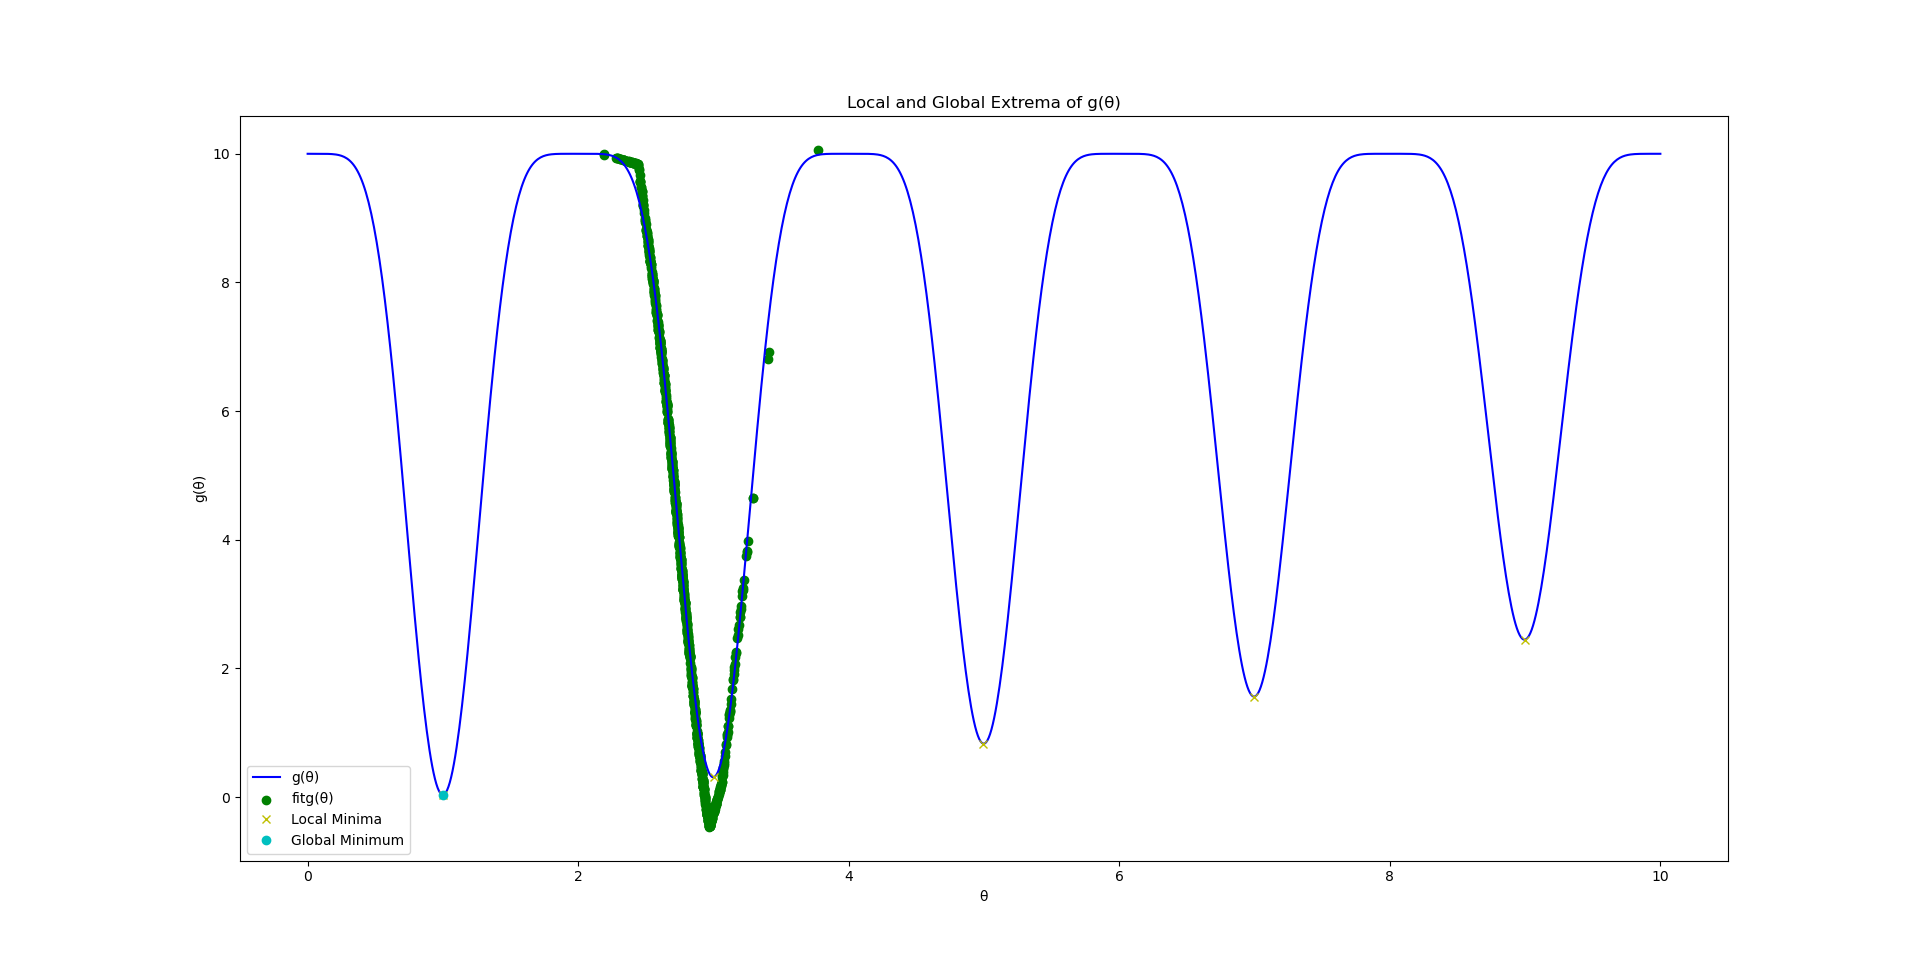 Local and Global Extrema of g(θ)
10
8
6
4
2
0
g(θ)
g(θ)
fitg(θ)
Local Minima
Global Minimum
0 2 4 6 8 10
θ